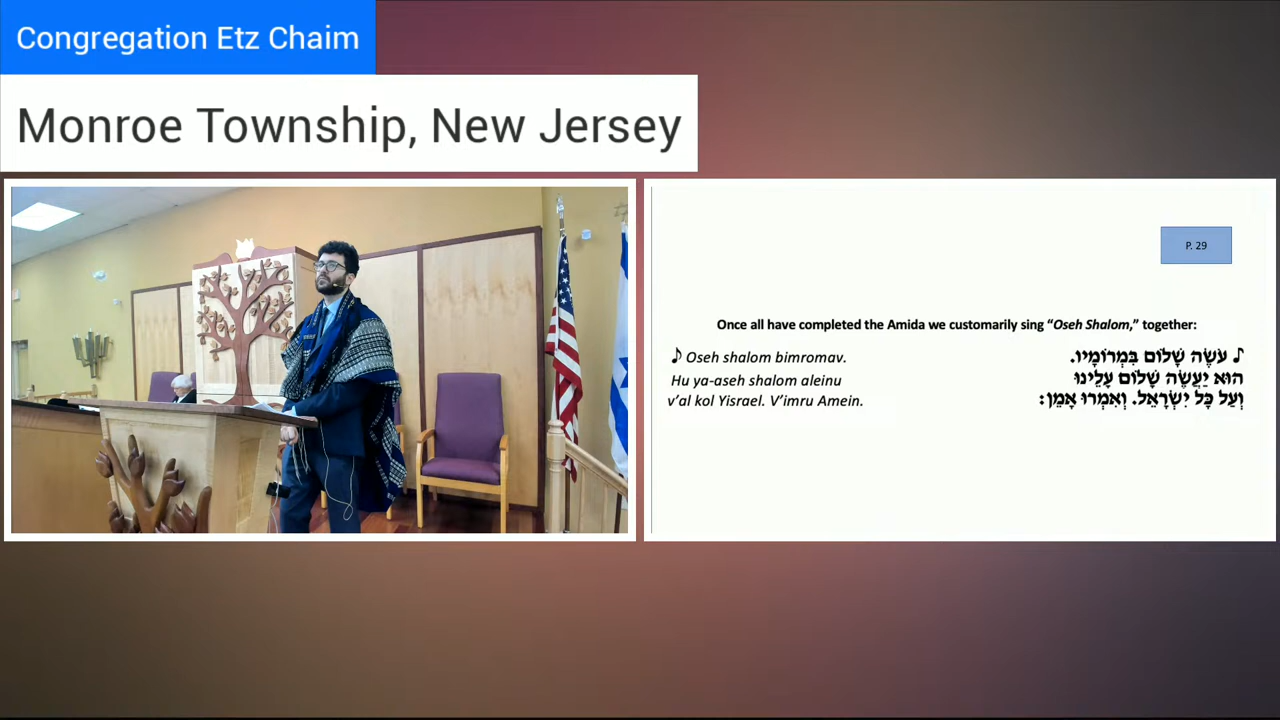 Congregation Etz Chaim
Monroe Township, New Jersey
P. 29
Once all have completed the Amida we customarily sing “Oseh Shalom,” together:
♪ Oseh shalom bimromav.
Hu ya-aseh shalom aleinu
v’al kol Yisrael. V’imru Amein.
♪ עֹשֶׂה שָׁלוֹם בִּמְרוֹמָיו.
הוּא יַעֲשֶׂה שָׁלוֹם עָלֵינוּ
וְעַל כָּל יִשְׂרָאֵל. וְאִמְרוּ אָמֵן: